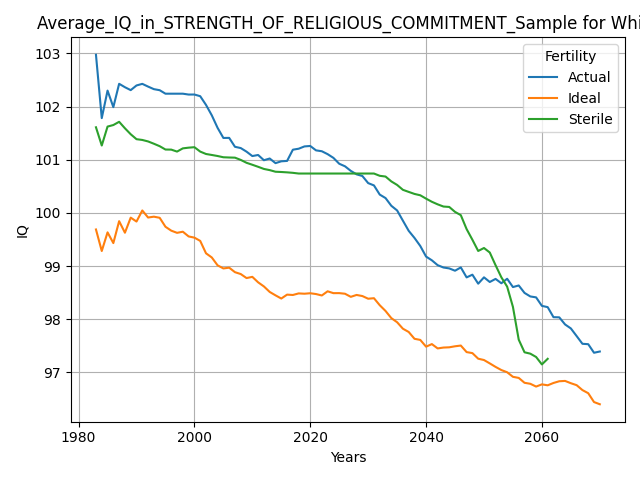 Average_IQ_in_STRENGTH_OF_RELIGIOUS_COMMITMENT_Sample for Whi
Fertility
Actual
Ideal
Sterile
103
102
101
100
99
98
97
IQ
1980
2000
2020
2040
2060
Years